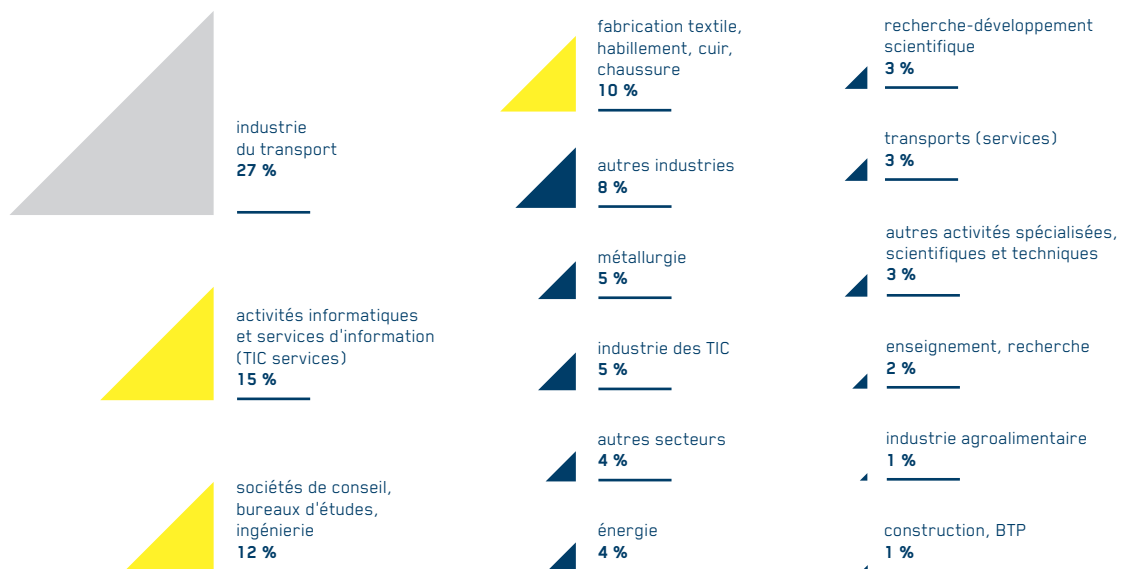 industrie
du transport
27 %
activités informatiques
et services d'information
(TIC services)
15 %
sociétés de conseil,
bureaux d'études,
ingénierie
12 %
fabrication textile,
habillement, cuir,
chaussure
10 %
autres industries
8 %
métallurgie
5 %
industrie des TIC
5 %
autres secteurs
4 %
énergie
4 %
recherche-développement
scientifique
3 %
transports (services)
3 %
autres activités spécialisées,
scientifiques et techniques
3 %
enseignement, recherche
2 %
industrie agroalimentaire
1 %
construction, BTP
1 %